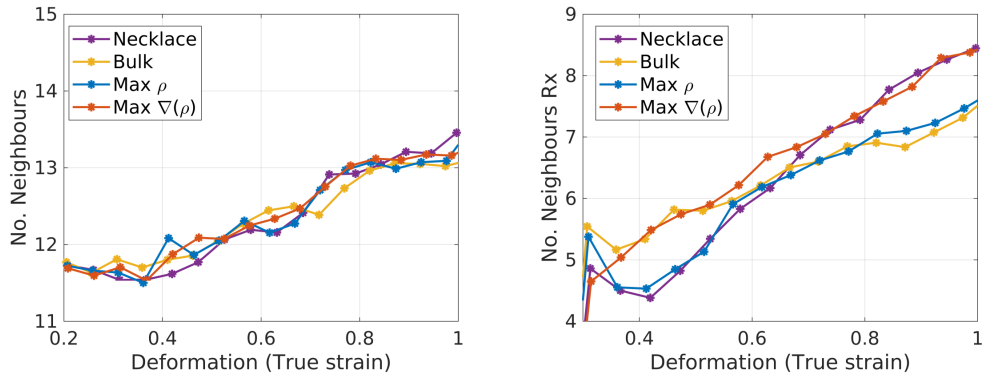 15
14
13
12
11
No. Neighbours
Necklace
Bulk
Max ρ
Max ∇(ρ)
0.2
0.4
0.6
0.8
1
Deformation (True strain)
9
8
7
6
5
4
No. Neighbours Rx
Necklace
Bulk
Max ρ
Max ∇(ρ)
0.4
0.6
0.8
1
Deformation (True strain)